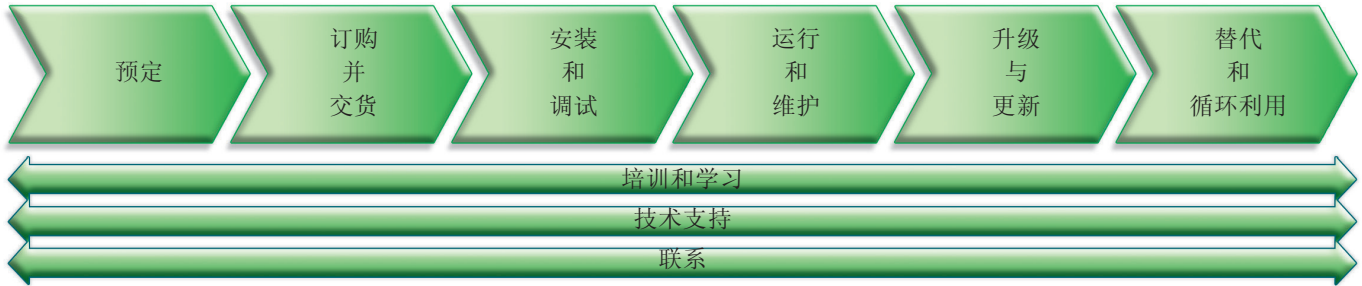 预定
订购
并
交货
安装
和
调试
运行
和
维护
升级
与
更新
替代
和
循环利用
培训和学习
技术支持
联系